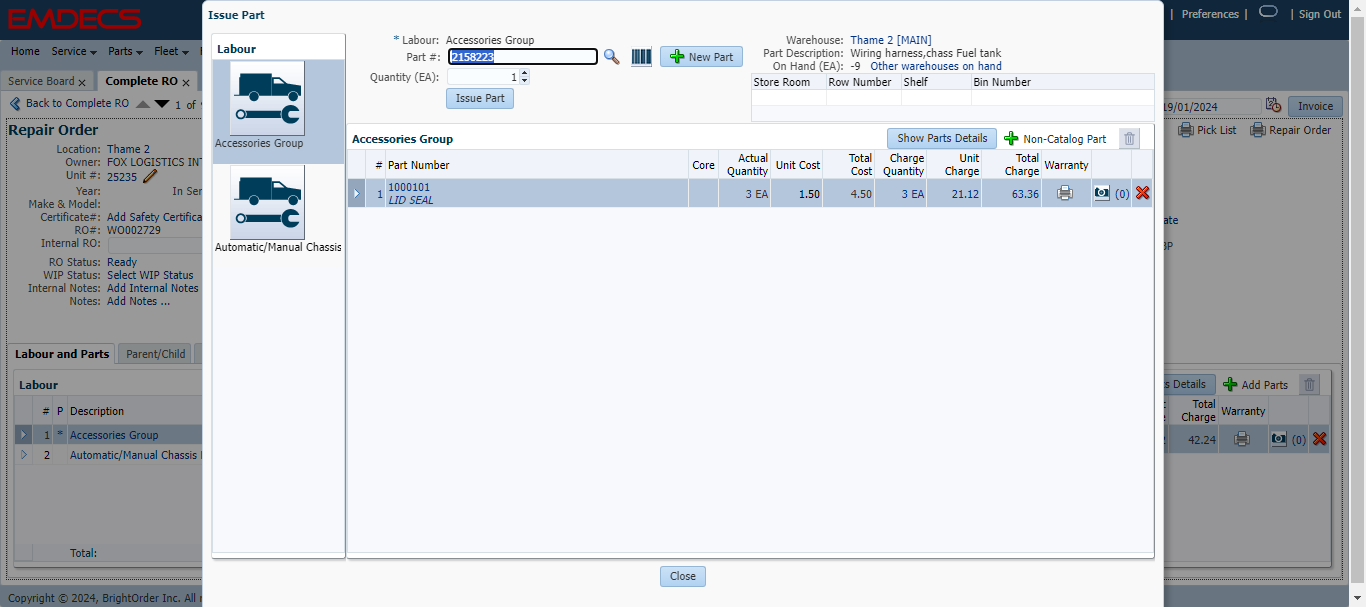 EMDECS
Issue Part
| Preferences | | Sign Out
Home Service Parts Fleet
Service Board x Complete RO x
Back to Complete RO 1 of
Repair Order
Location: Thame 2
Owner: FOX LOGISTICS INT
Unit #: 25235
Year: In Ser
Make & Model:
Certificate#: Add Safety Certifica
RO#: WO002729
Internal RO:
RO Status: Ready
WIP Status: Select WIP Status
Internal Notes: Add Internal Notes
Notes: Add Notes ...
Labour and Parts Parent/Child
Labour
# P Description
1 * Accessories Group
2 Automatic/Manual Chassis
Total:
Copyright © 2024, BrightOrder Inc. All
Labour
Accessories Group
Automatic/Manual Chassis
* Labour: Accessories Group
Part #: 2158223 New Part
Quantity (EA): 1
Issue Part
Warehouse: Thame 2 [MAIN]
Part Description: Wiring harness,chass Fuel tank
On Hand (EA): -9 Other warehouses on hand
Store Room Row Number Shelf Bin Number
Accessories Group Show Parts Details Non-Catalog Part
# Part Number Core Actual Quantity Unit Cost Total Cost Charge Quantity Unit Charge Total Charge Warranty
1 1000101 3 EA 1.50 4.50 3 EA 21.12 63.36 (0)
LID SEAL
Close
19/01/2024 Invoice
Pick List Repair Order
ate
3P
s Details Add Parts
Total Charge Warranty
42.24 (0)